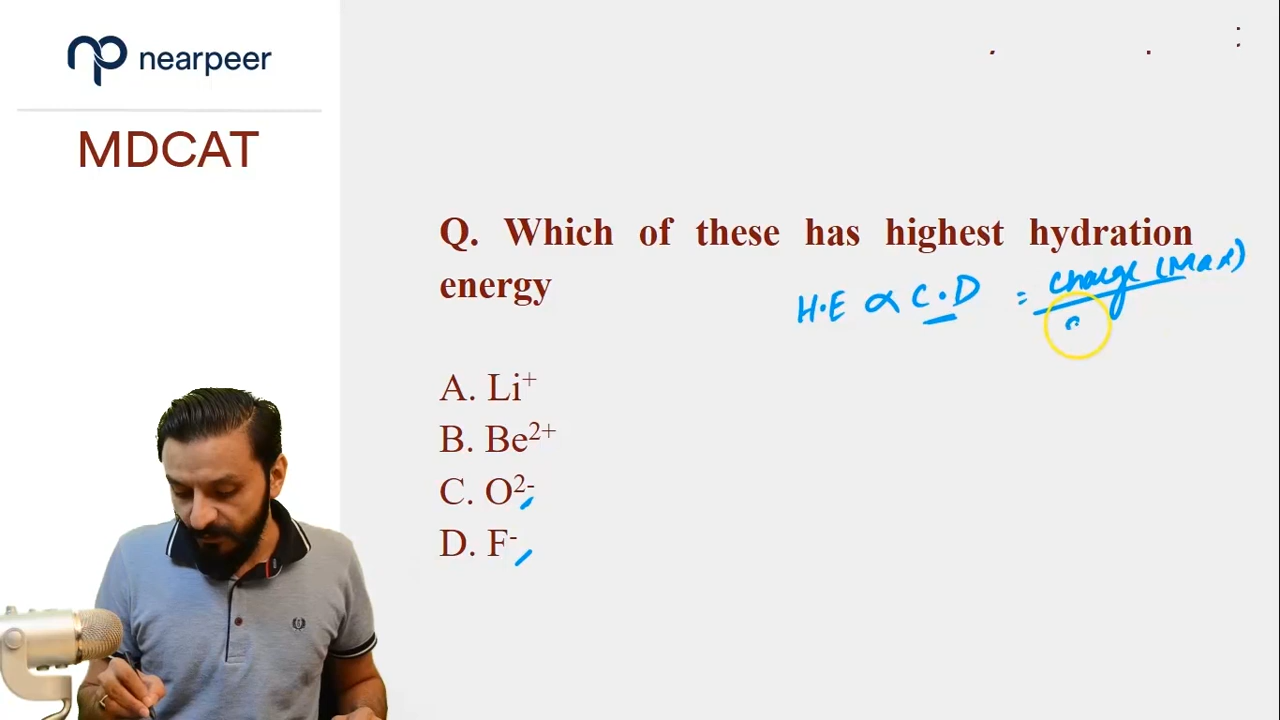 nearpeer
MDCAT
Q. Which of these has highest hydration
energy
H.E ∝ C.D = Charge (Max)
A. Li⁺
B. Be²⁺
C. O²⁻
D. F⁻